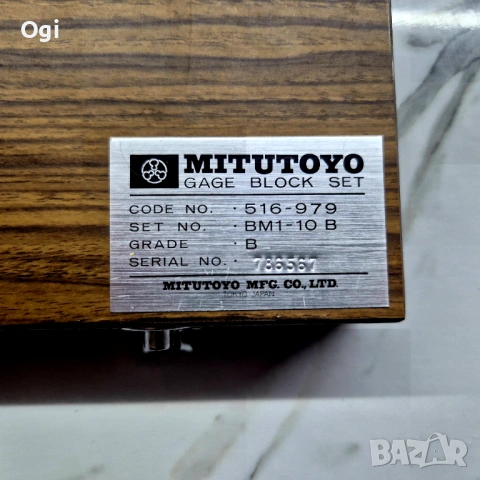 Ogi
MITUTOYO
GAGE BLOCK SET
CODE NO. · 516-979
SET NO. · BM1-10 B
GRADE · B
SERIAL NO. · 786567
MITUTOYO MFG. CO., LTD.
TOKYO JAPAN
BAZAR